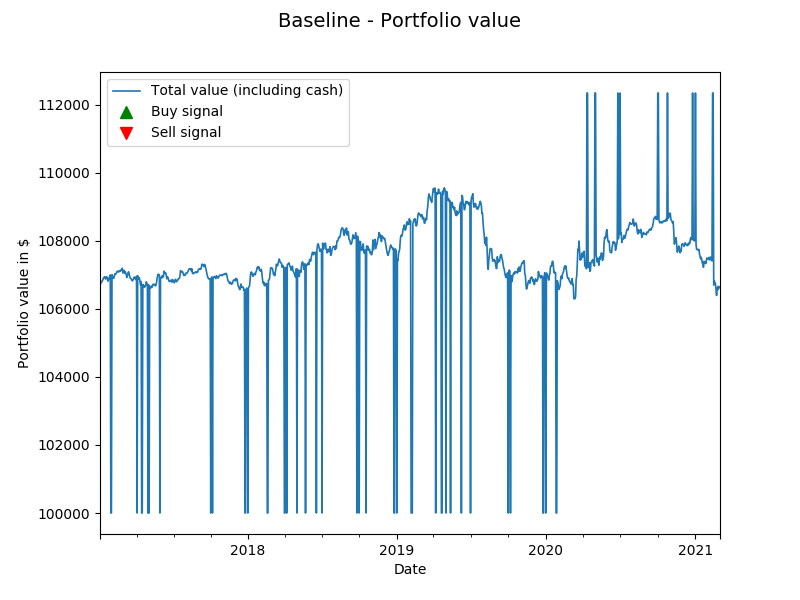 Baseline - Portfolio value
Total value (including cash)
Buy signal
Sell signal
112000
110000
108000
106000
104000
102000
100000
Portfolio value in $
2018
2019
2020
2021
Date